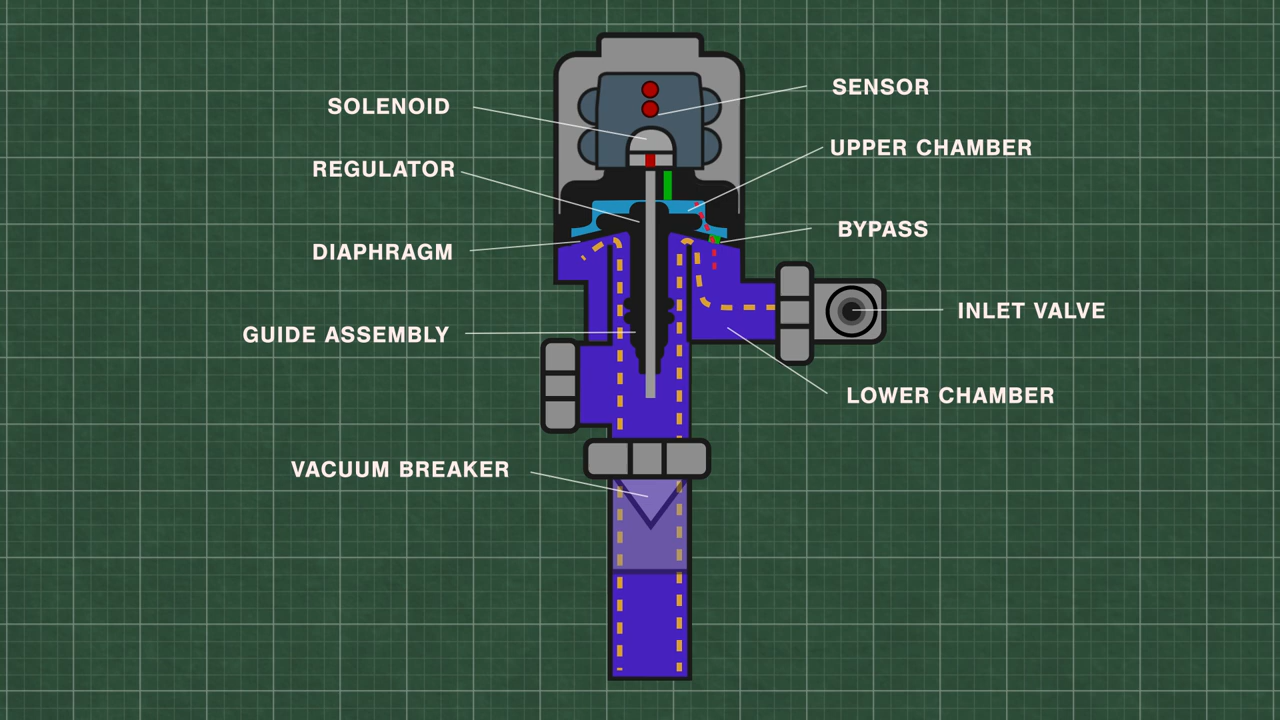 SOLENOID
SENSOR
REGULATOR
UPPER CHAMBER
DIAPHRAGM
BYPASS
GUIDE ASSEMBLY
INLET VALVE
LOWER CHAMBER
VACUUM BREAKER